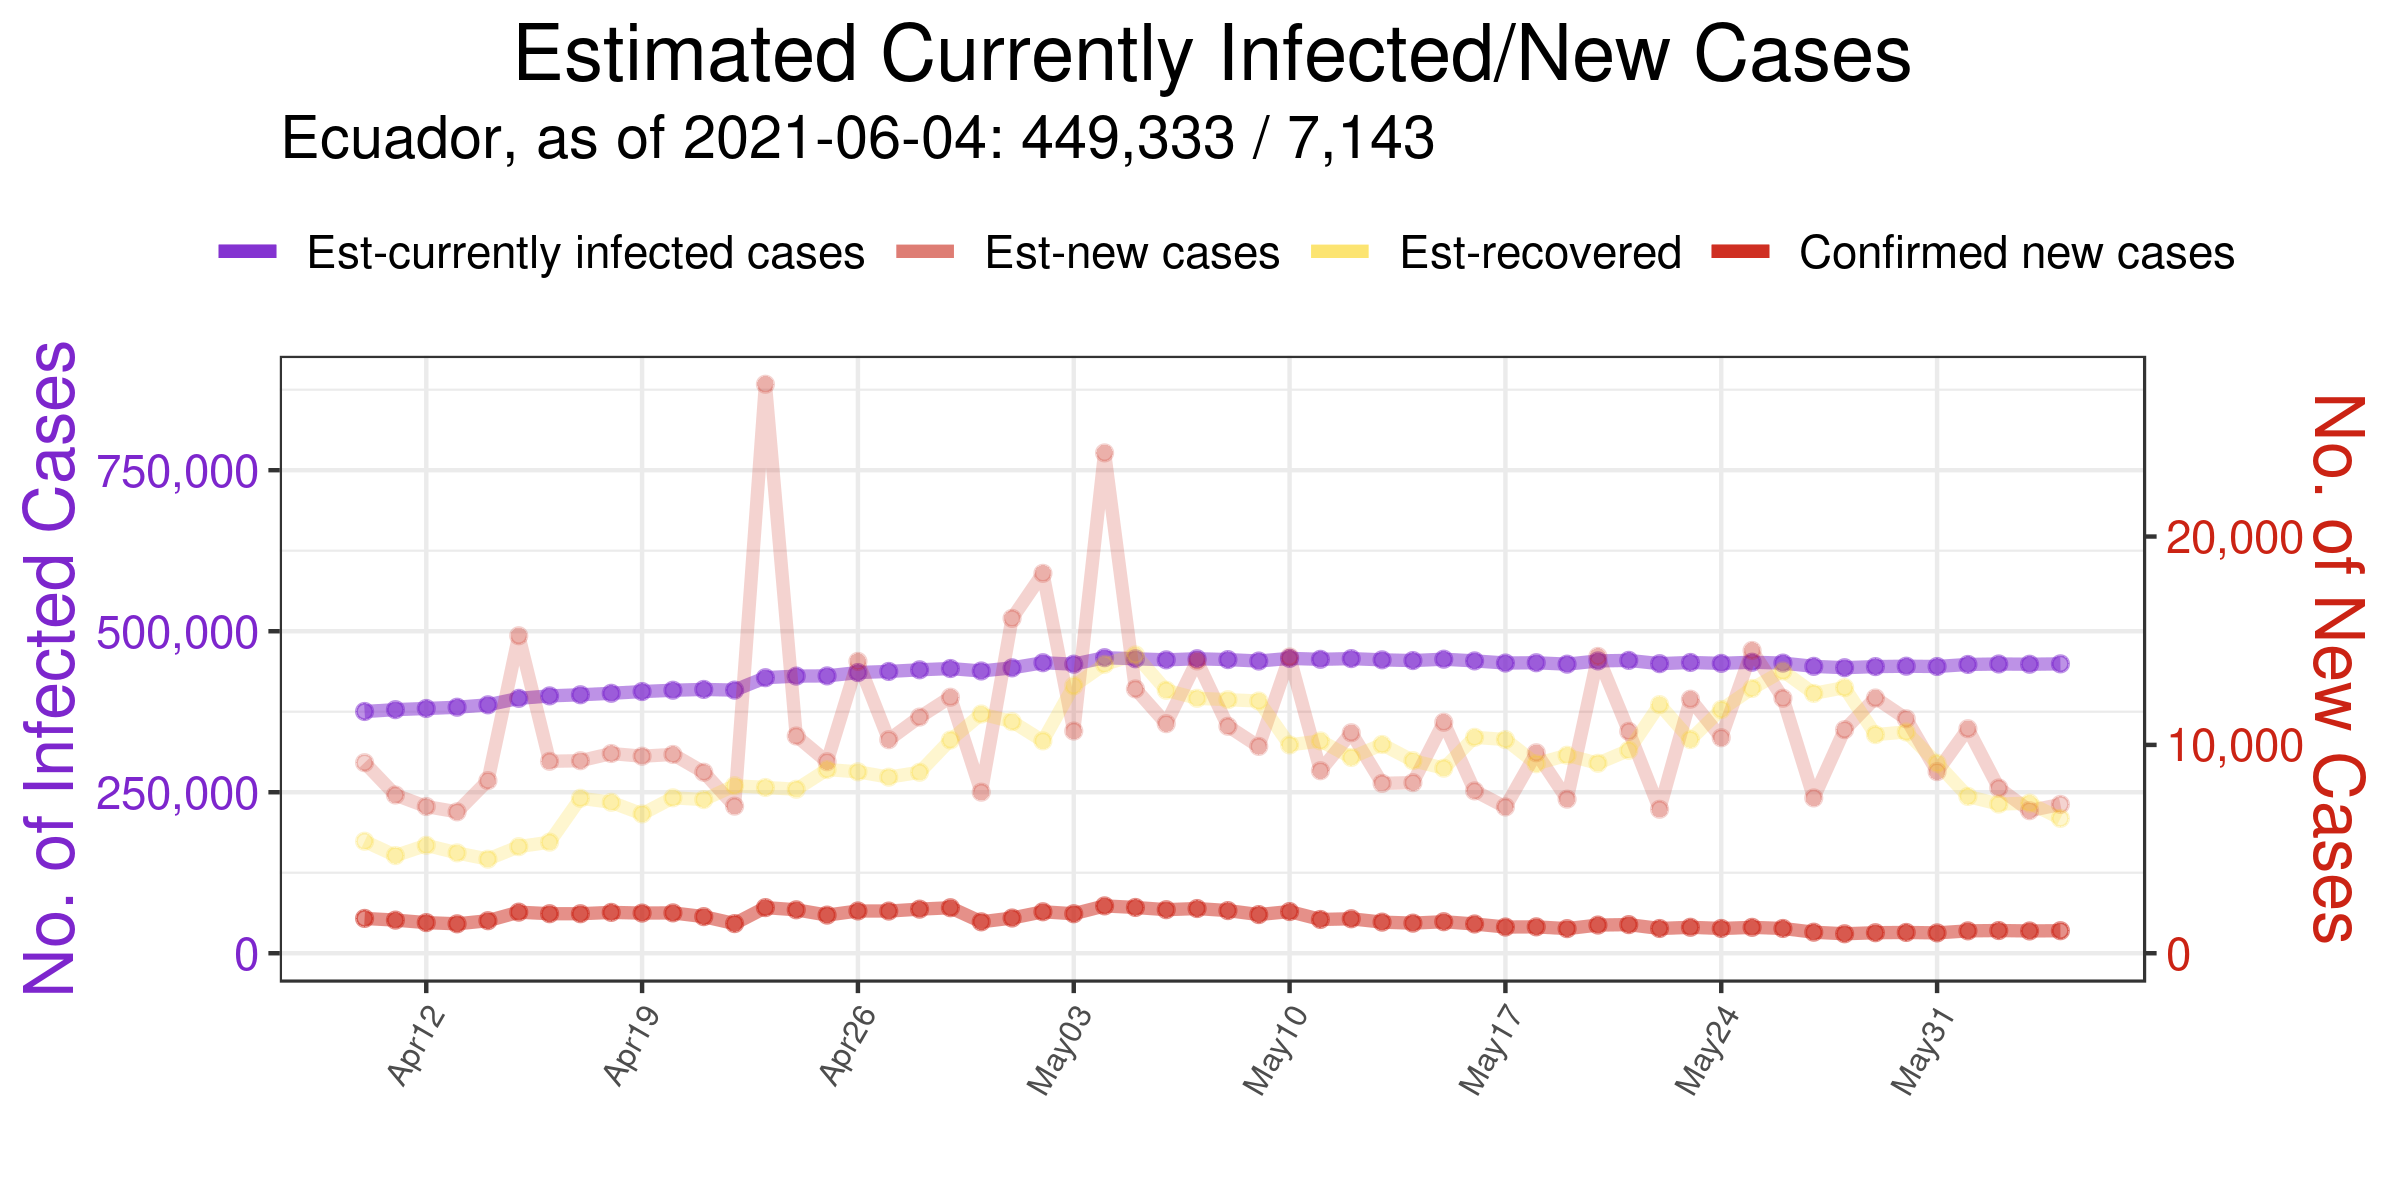 Estimated Currently Infected/New Cases
Ecuador, as of 2021-06-04: 449,333 / 7,143
Est-currently infected cases Est-new cases Est-recovered Confirmed new cases
No. of Infected Cases
750,000
500,000
250,000
0
20,000
10,000
0
No. of New Cases
Apr12 Apr19 Apr26 May03 May10 May17 May24 May31